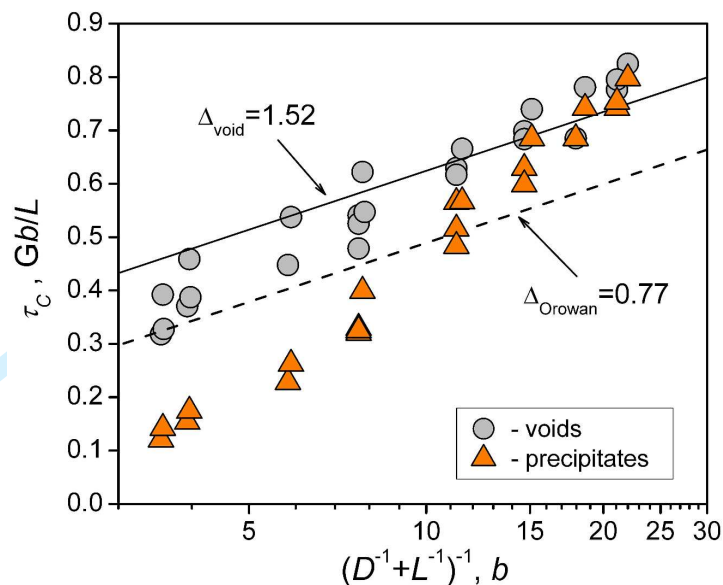 0.9
0.8
0.7
0.6
0.5
0.4
0.3
0.2
0.1
0.0
τC , Gb/L
Δvoid=1.52
ΔOrowan=0.77
- voids
- precipitates
5 10 15 20 25 30
(D⁻¹+L⁻¹)⁻¹, b